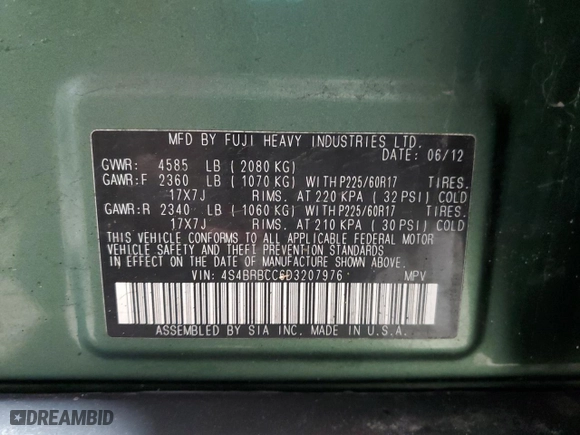 MFD BY FUJI HEAVY INDUSTRIES LTD.
DATE: 06/12
GVWR: 4585 LB (2080 KG)
GAWR:F 2360 LB (1070 KG) WITH P225/60R17 TIRES.
17X7J RIMS. AT 220 KPA (32 PSI) COLD
GAWR:R 2340 LB (1060 KG) WITH P225/60R17 TIRES.
17X7J RIMS. AT 210 KPA (30 PSI) COLD
THIS VEHICLE CONFORMS TO ALL APPLICABLE FEDERAL MOTOR
VEHICLE SAFETY AND THEFT PREVENTION STANDARDS
IN EFFECT ON THE DATE OF MANUFACTURE SHOWN ABOVE.
VIN: 4S4BRBCC6D3207976 MPV
ASSEMBLED BY SIA INC. MADE IN U.S.A.
DREAMBID